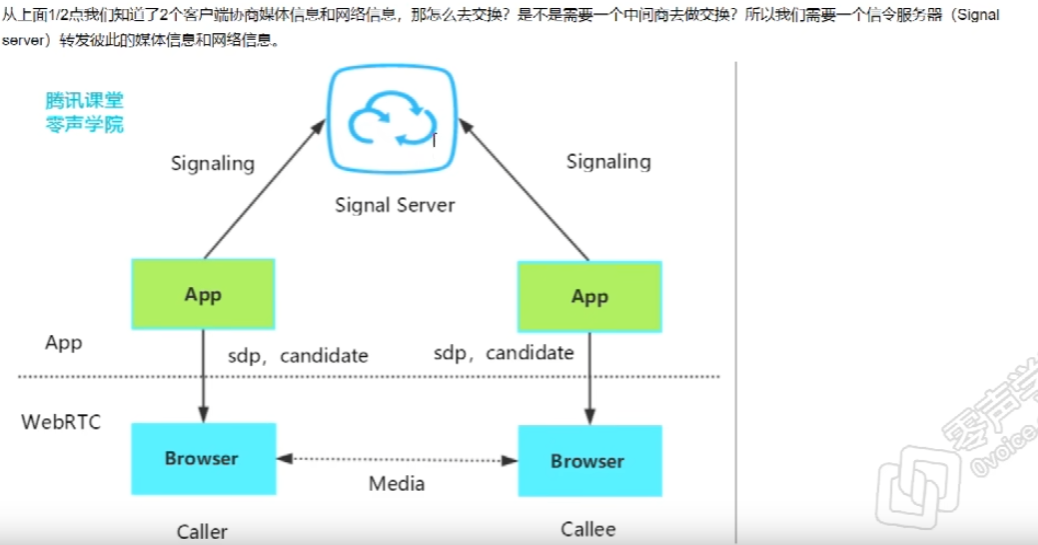 从上面1/2点我们知道了2个客户端协商媒体信息和网络信息，那怎么去交换？是不是需要一个中间商去做交换？所以我们需要一个信令服务器（Signal
server）转发彼此的媒体信息和网络信息。
腾讯课堂
零声学院
Signaling
Signaling
Signal Server
App
App
App
sdp，candidate
sdp，candidate
WebRTC
Browser
Browser
Media
Caller
Callee
零声学
0voice